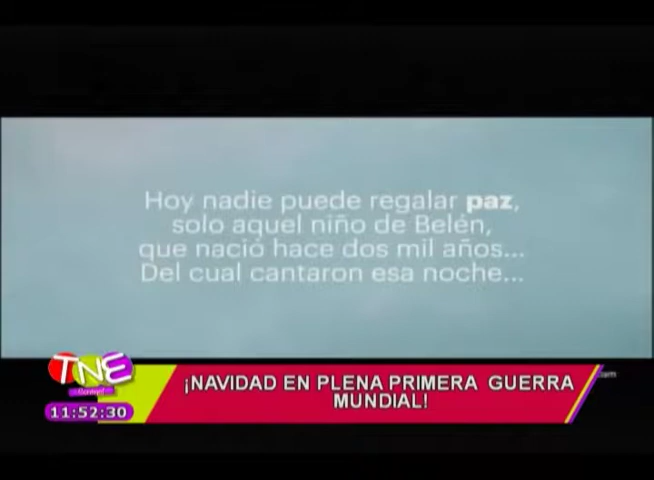 Hoy nadie puede regalar paz,
solo aquel niño de Belén,
que nació hace dos mil años...
Del cual cantaron esa noche...
TNE
¡NAVIDAD EN PLENA PRIMERA GUERRA
MUNDIAL!
11:52:30